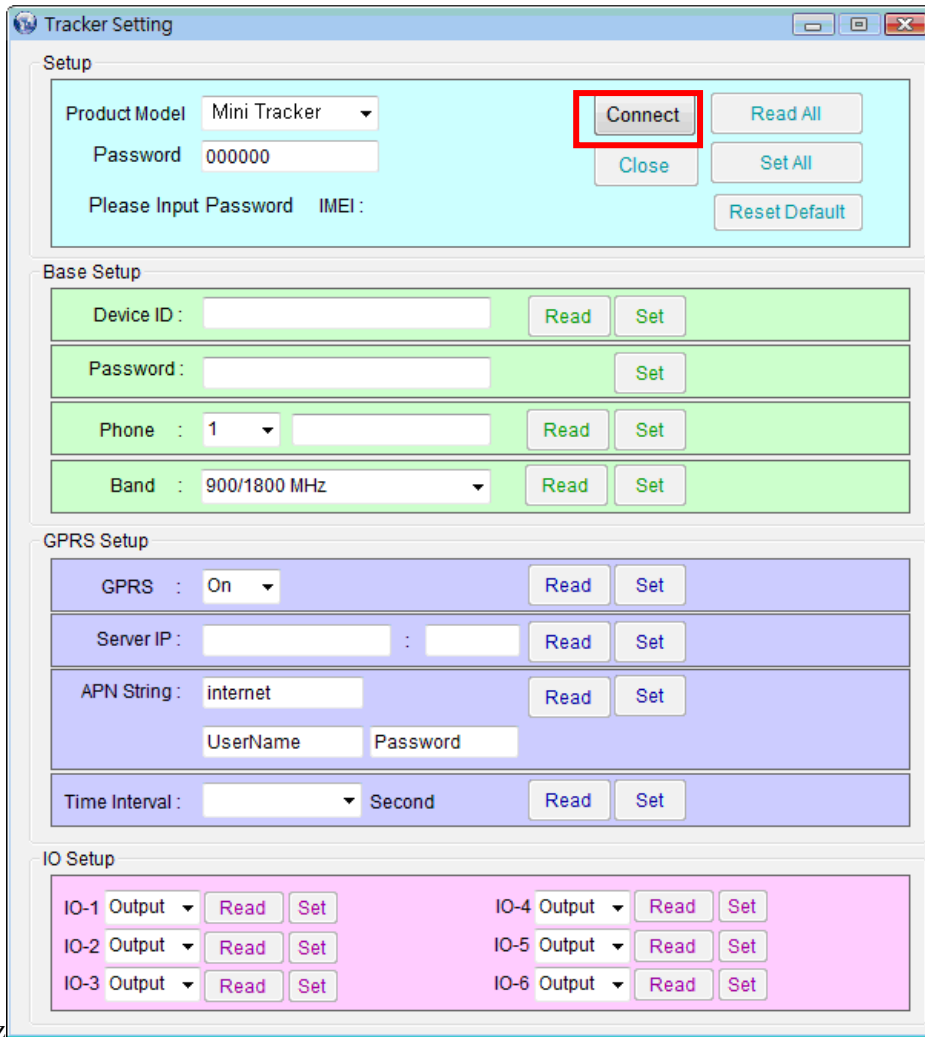 Tracker Setting
Setup
Product Model Mini Tracker Connect Read All
Password 000000 Close Set All
Please Input Password IMEI : Reset Default
Base Setup
Device ID : Read Set
Password : Set
Phone : 1 Read Set
Band : 900/1800 MHz Read Set
GPRS Setup
GPRS : On Read Set
Server IP : : Read Set
APN String : internet Read Set
UserName Password
Time Interval : Second Read Set
IO Setup
IO-1 Output Read Set IO-4 Output Read Set
IO-2 Output Read Set IO-5 Output Read Set
IO-3 Output Read Set IO-6 Output Read Set